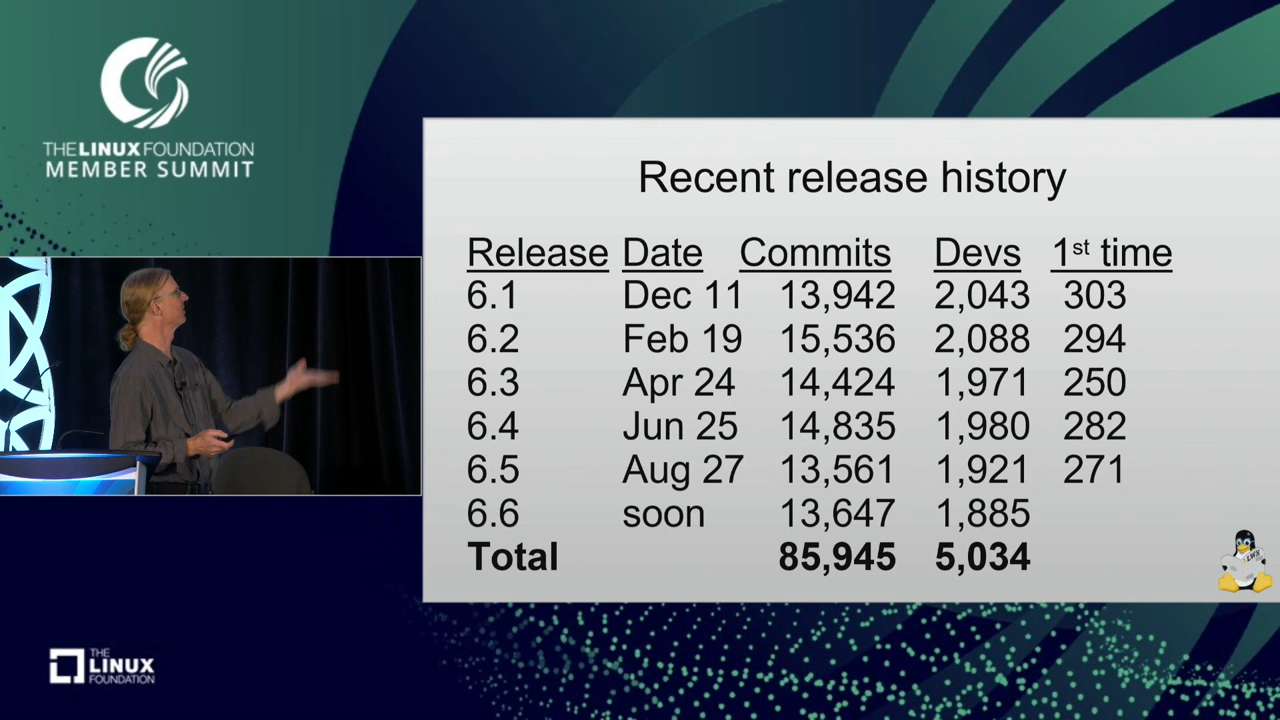 THE LINUX FOUNDATION
MEMBER SUMMIT
Recent release history
Release Date Commits Devs 1st time
6.1 Dec 11 13,942 2,043 303
6.2 Feb 19 15,536 2,088 294
6.3 Apr 24 14,424 1,971 250
6.4 Jun 25 14,835 1,980 282
6.5 Aug 27 13,561 1,921 271
6.6 soon 13,647 1,885
Total 85,945 5,034
LWN
THE
LINUX
FOUNDATION